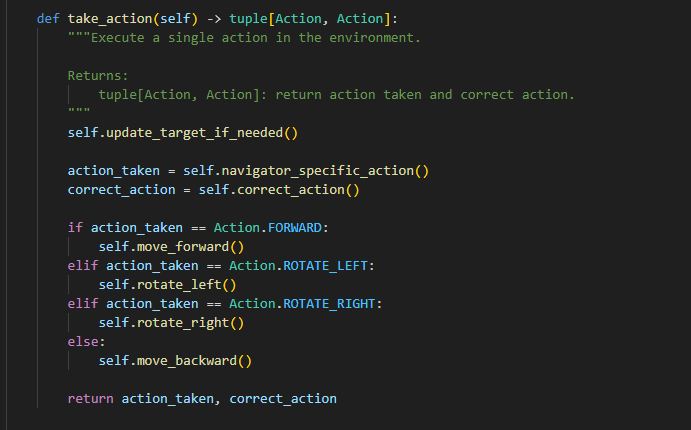 def take_action(self) -> tuple[Action, Action]:
    """Execute a single action in the environment.

    Returns:
        tuple[Action, Action]: return action taken and correct action.
    """
    self.update_target_if_needed()

    action_taken = self.navigator_specific_action()
    correct_action = self.correct_action()

    if action_taken == Action.FORWARD:
        self.move_forward()
    elif action_taken == Action.ROTATE_LEFT:
        self.rotate_left()
    elif action_taken == Action.ROTATE_RIGHT:
        self.rotate_right()
    else:
        self.move_backward()

    return action_taken, correct_action